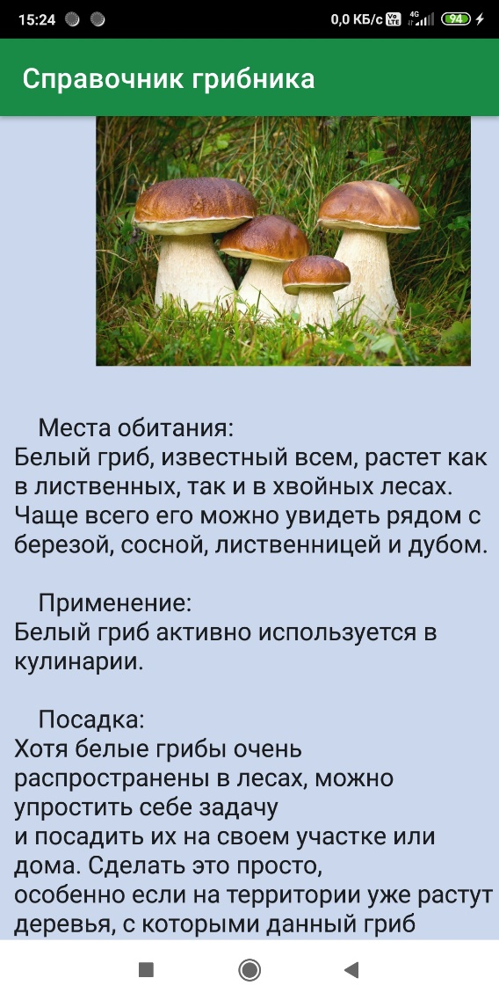 15:24 0,0 КБ/с Vo LTE 4G 94
Справочник грибника
Места обитания:
Белый гриб, известный всем, растет как
в лиственных, так и в хвойных лесах.
Чаще всего его можно увидеть рядом с
березой, сосной, лиственницей и дубом.
Применение:
Белый гриб активно используется в
кулинарии.
Посадка:
Хотя белые грибы очень
распространены в лесах, можно
упростить себе задачу
и посадить их на своем участке или
дома. Сделать это просто,
особенно если на территории уже растут
деревья, с которыми данный гриб